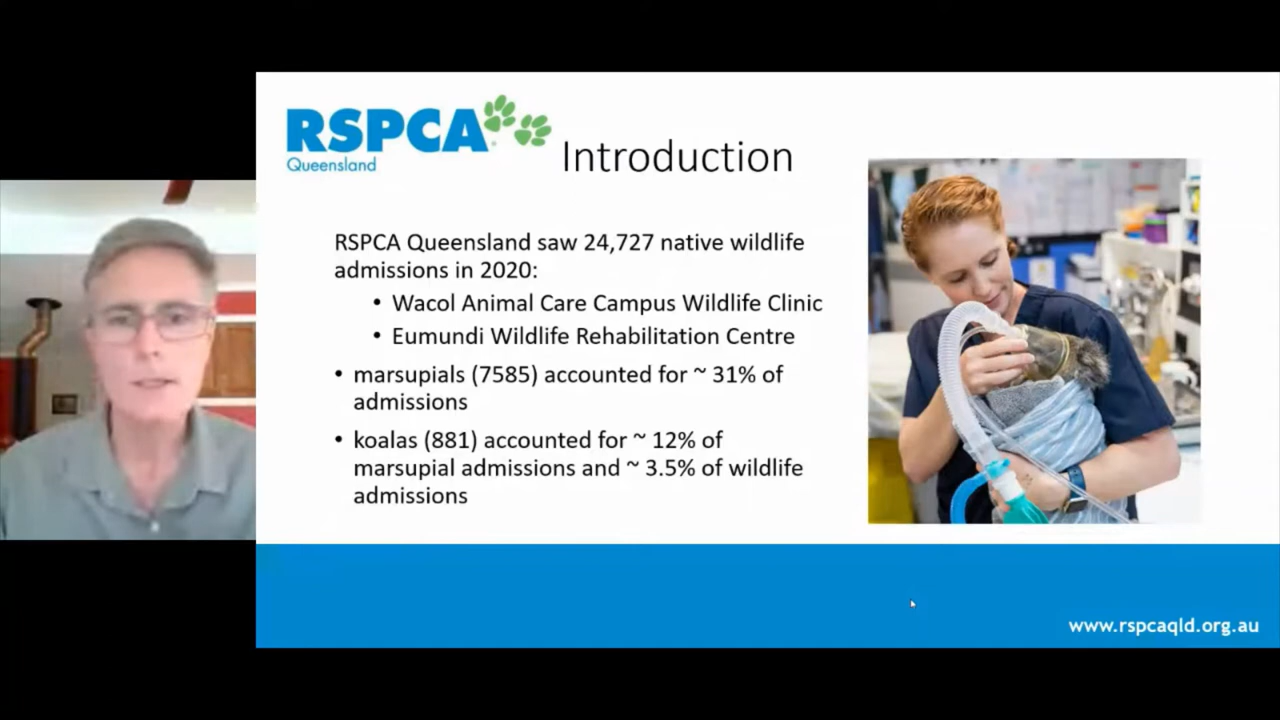 RSPCA
Queensland
Introduction
RSPCA Queensland saw 24,727 native wildlife
admissions in 2020:
• Wacol Animal Care Campus Wildlife Clinic
• Eumundi Wildlife Rehabilitation Centre
• marsupials (7585) accounted for ~ 31% of
admissions
• koalas (881) accounted for ~ 12% of
marsupial admissions and ~ 3.5% of wildlife
admissions
www.rspcaqld.org.au